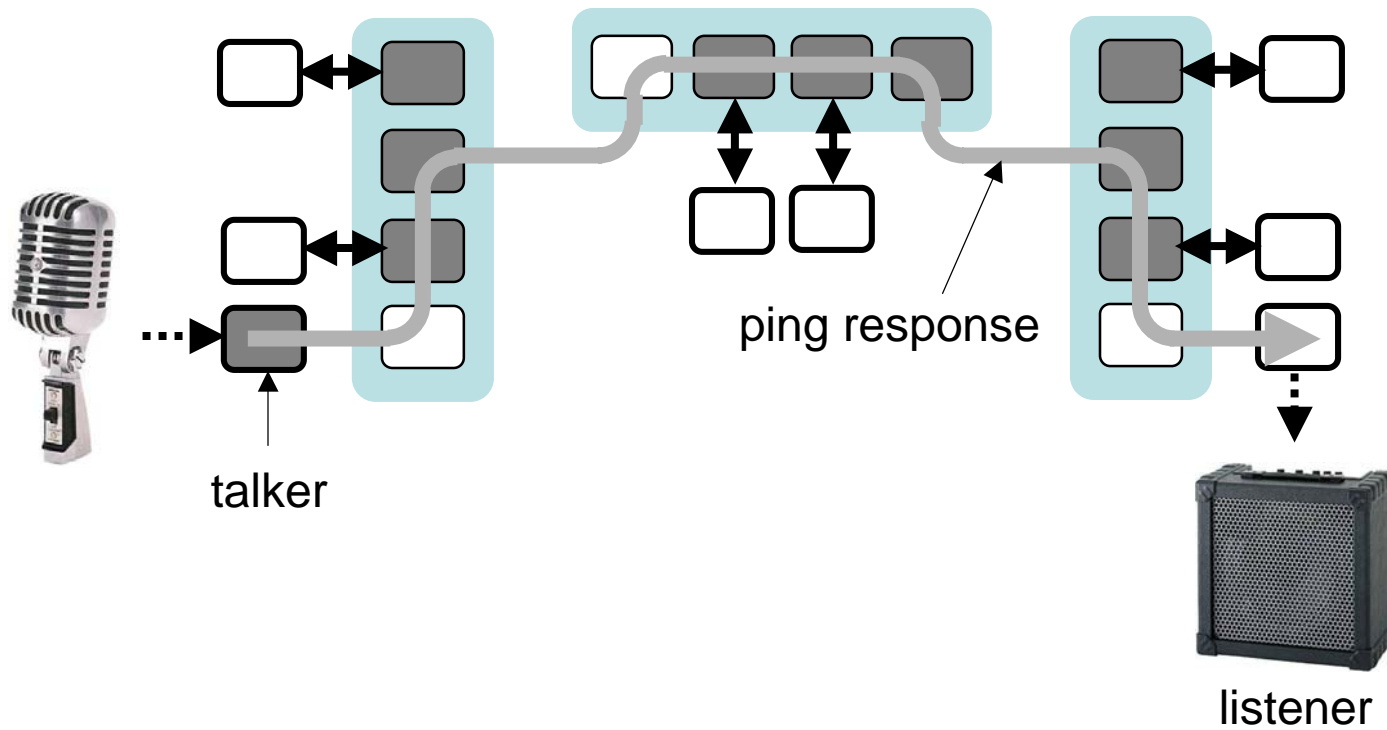 ping response
talker
listener